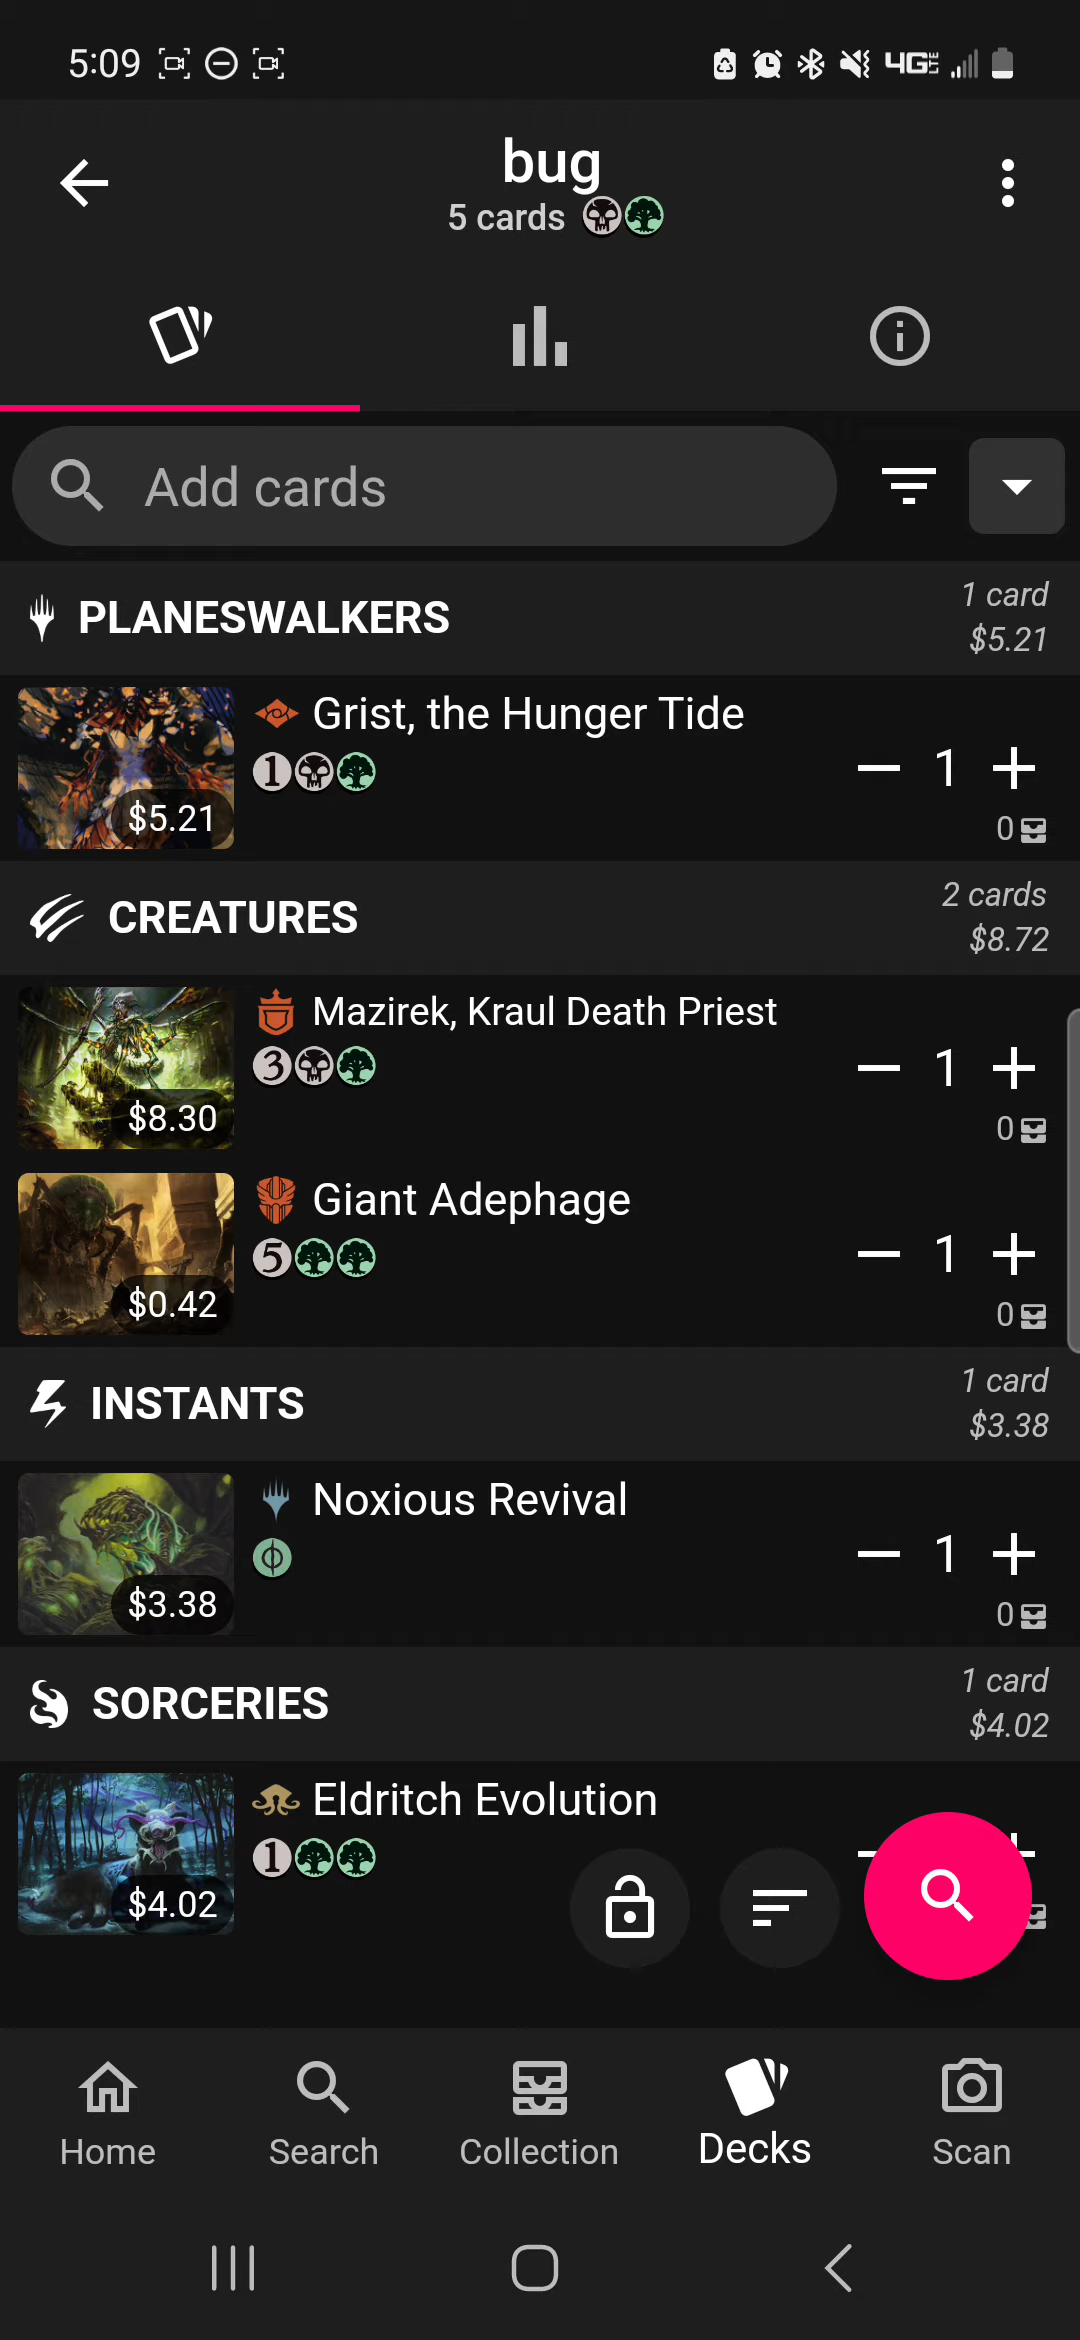 5:09 4G LTE
bug
5 cards
Add cards
PLANESWALKERS
1 card
$5.21
Grist, the Hunger Tide
1
$5.21
1
0
CREATURES
2 cards
$8.72
Mazirek, Kraul Death Priest
3
$8.30
1
0
Giant Adephage
5
$0.42
1
0
INSTANTS
1 card
$3.38
Noxious Revival
$3.38
1
0
SORCERIES
1 card
$4.02
Eldritch Evolution
1
$4.02
Home
Search
Collection
Decks
Scan